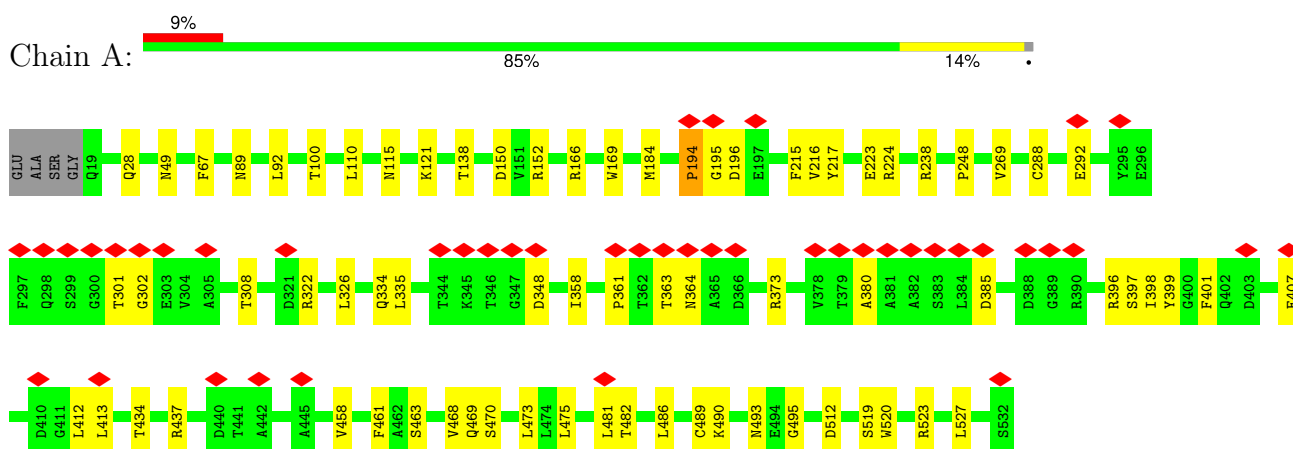 9%
Chain A:
85% 14% •
GLU ALA SER GLY Q19 Q28 N49 F67 N89 L92 T100 L110 N115 K121 T138 D150 V151 R152 R166 W169 M184 P194 G195 D196 E197 F215 V216 Y217 E223 R224 R238 P248 V269 C288 E292 Y295 E296
F297 Q298 S299 G300 T301 G302 E303 V304 A305 T308 D321 R322 L326 Q334 L335 T344 K345 T346 G347 D348 I358 P361 T362 T363 N364 A365 D366 R373 V378 T379 A380 A381 A382 S383 L384 D385 D388 G389 R390 R396 S397 I398 Y399 G400 F401 Q402 D403
D410 G411 L412 L413 T434 R437 D440 T441 A442 A445 V458 F461 A462 S463 V468 Q469 S470 L473 L474 L475 L481 T482 L486 C489 K490 N493 E494 G495 D512 S519 W520 R523 L527 S532